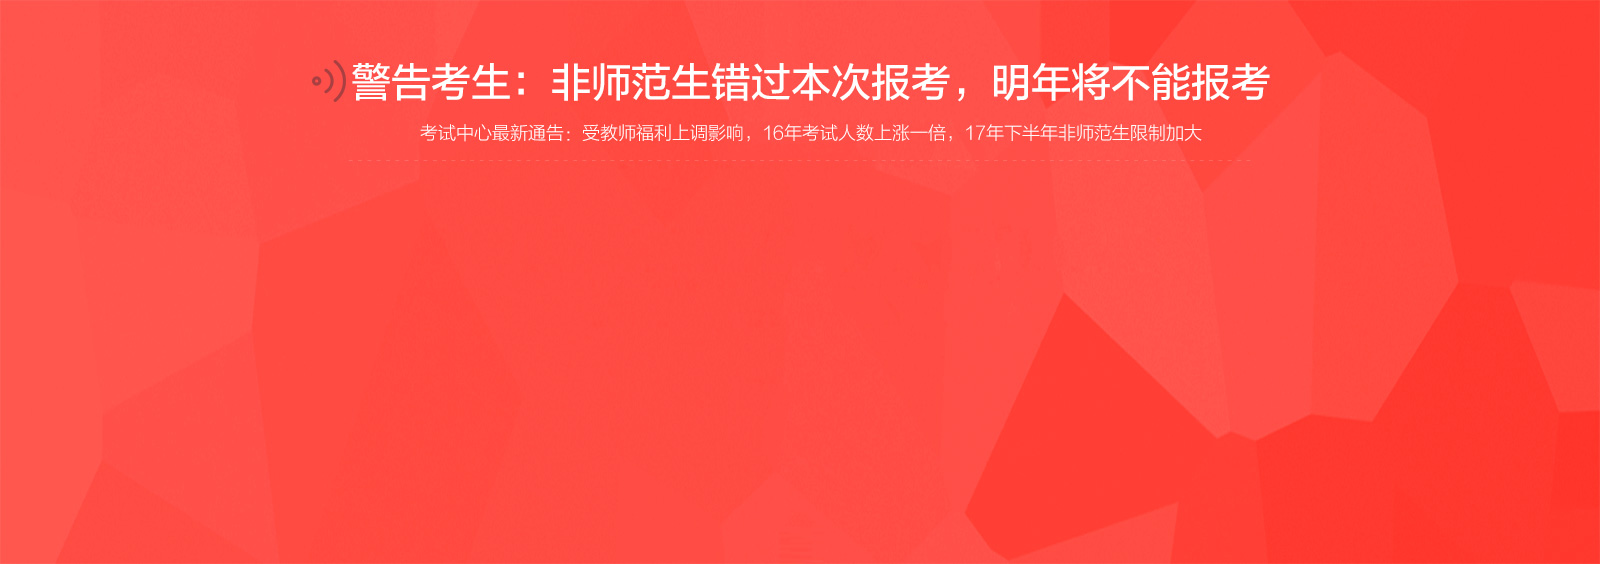 警告考生：非师范生错过本次报考，明年将不能报考
考试中心最新通告：受教师福利上调影响，16年考试人数上涨一倍，17年下半年非师范生限制加大